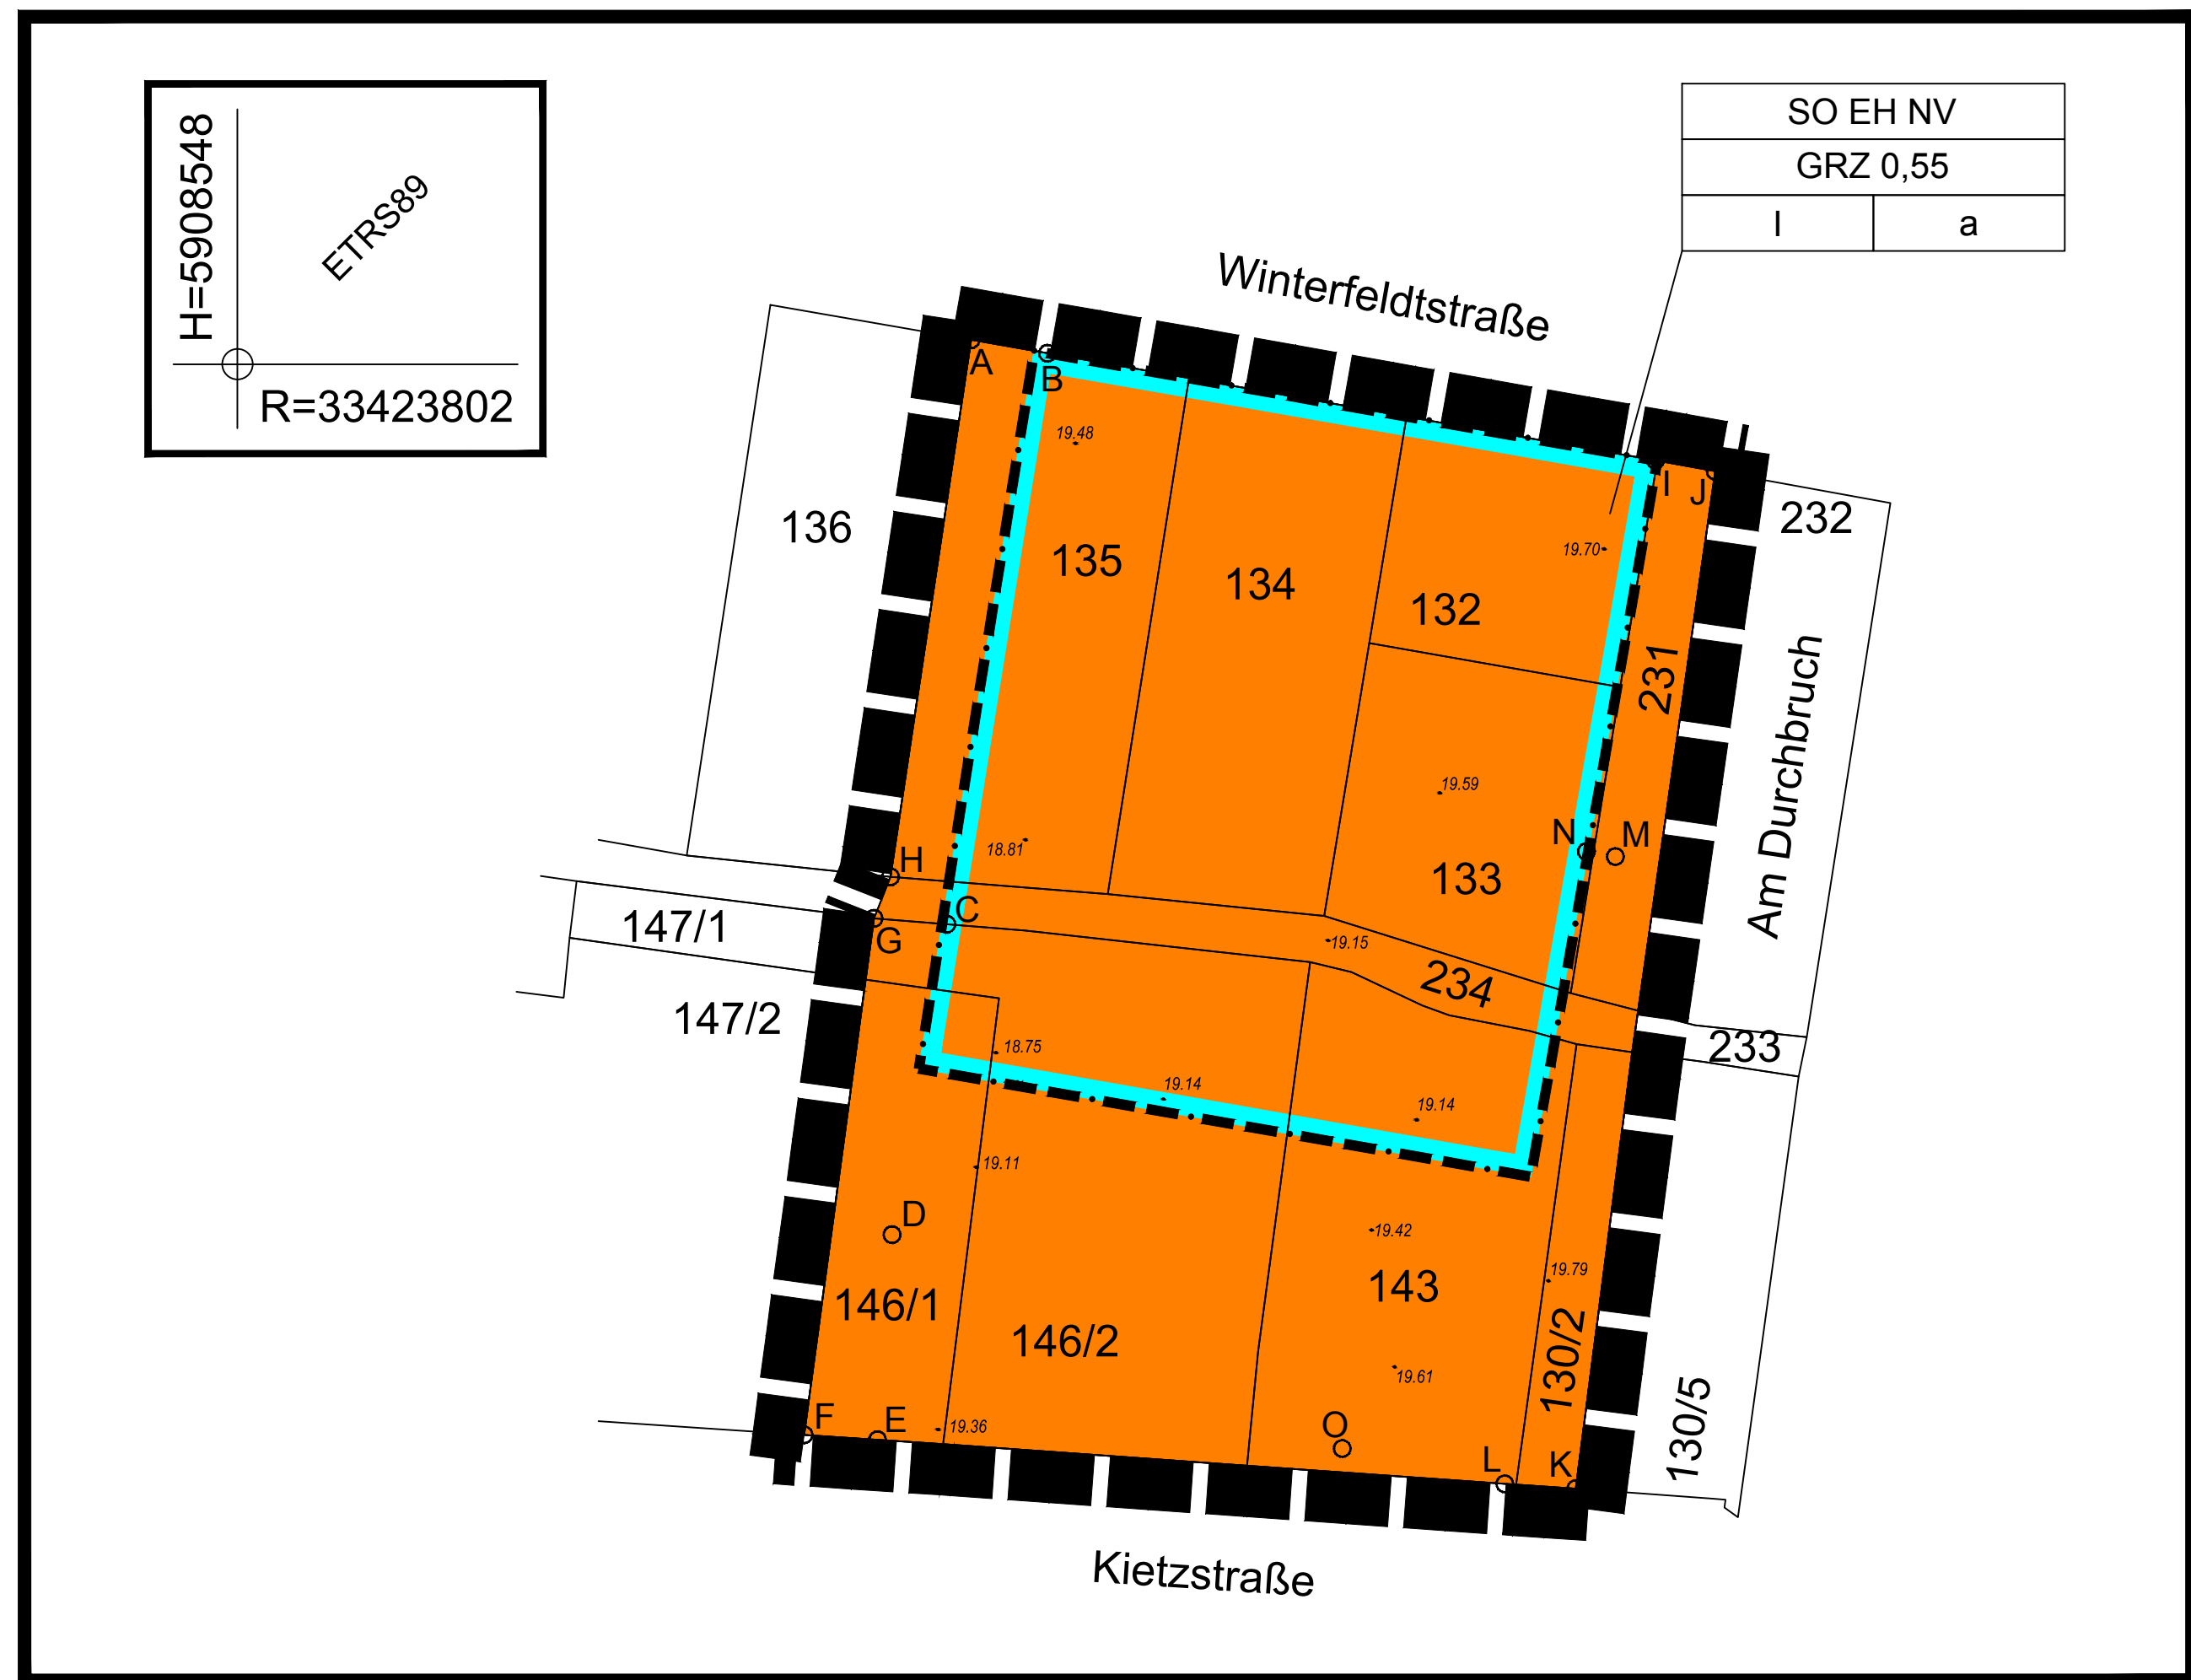 H=5908548
ETRS89
R=33423802
SO EH NV
GRZ 0,55
I
a
Winterfeldtstraße
A
B
I
J
19.48
136
135
134
132
19.70
232
231
Am Durchbruch
19.59
N
M
18.81
H
133
C
147/1
G
19.15
234
147/2
233
18.75
19.14
19.14
19.11
D
19.42
143
19.79
146/1
146/2
130/2
19.61
130/5
F
E
19.36
O
L
K
Kietzstraße